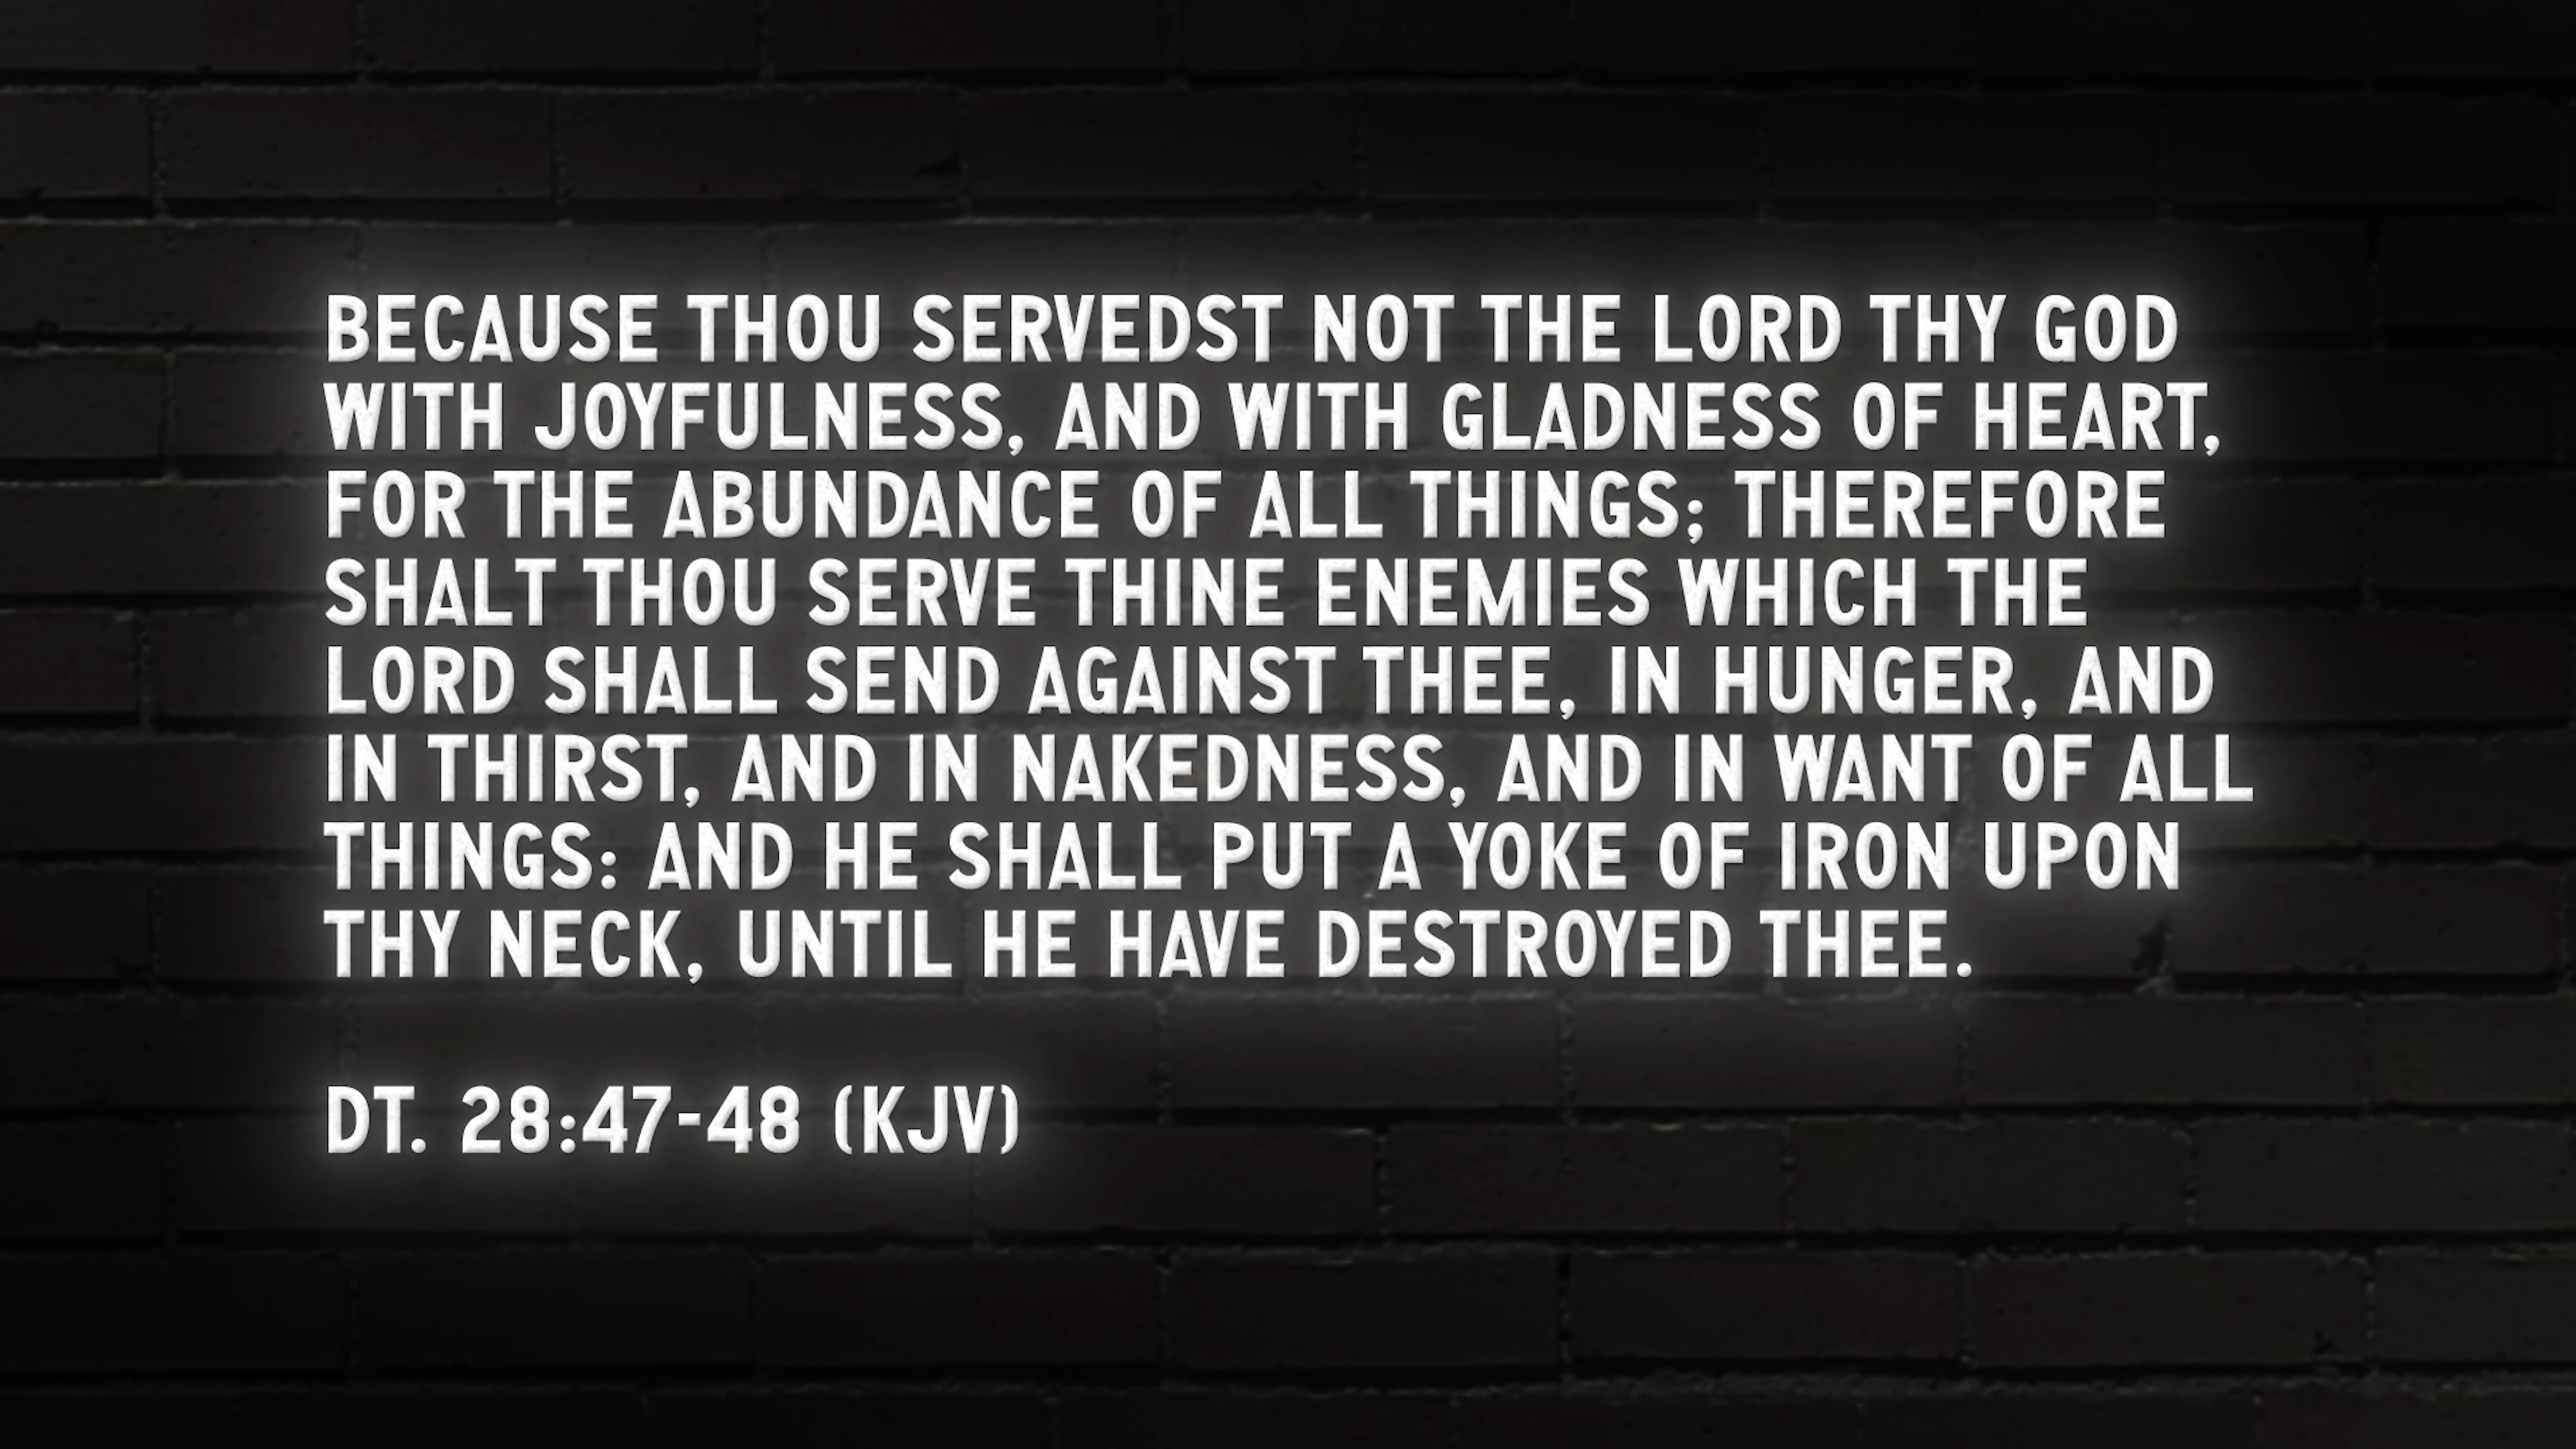 BECAUSE THOU SERVEDST NOT THE LORD THY GOD
WITH JOYFULNESS, AND WITH GLADNESS OF HEART,
FOR THE ABUNDANCE OF ALL THINGS; THEREFORE
SHALT THOU SERVE THINE ENEMIES WHICH THE
LORD SHALL SEND AGAINST THEE, IN HUNGER, AND
IN THIRST, AND IN NAKEDNESS, AND IN WANT OF ALL
THINGS: AND HE SHALL PUT A YOKE OF IRON UPON
THY NECK, UNTIL HE HAVE DESTROYED THEE.
DT. 28:47-48 (KJV)